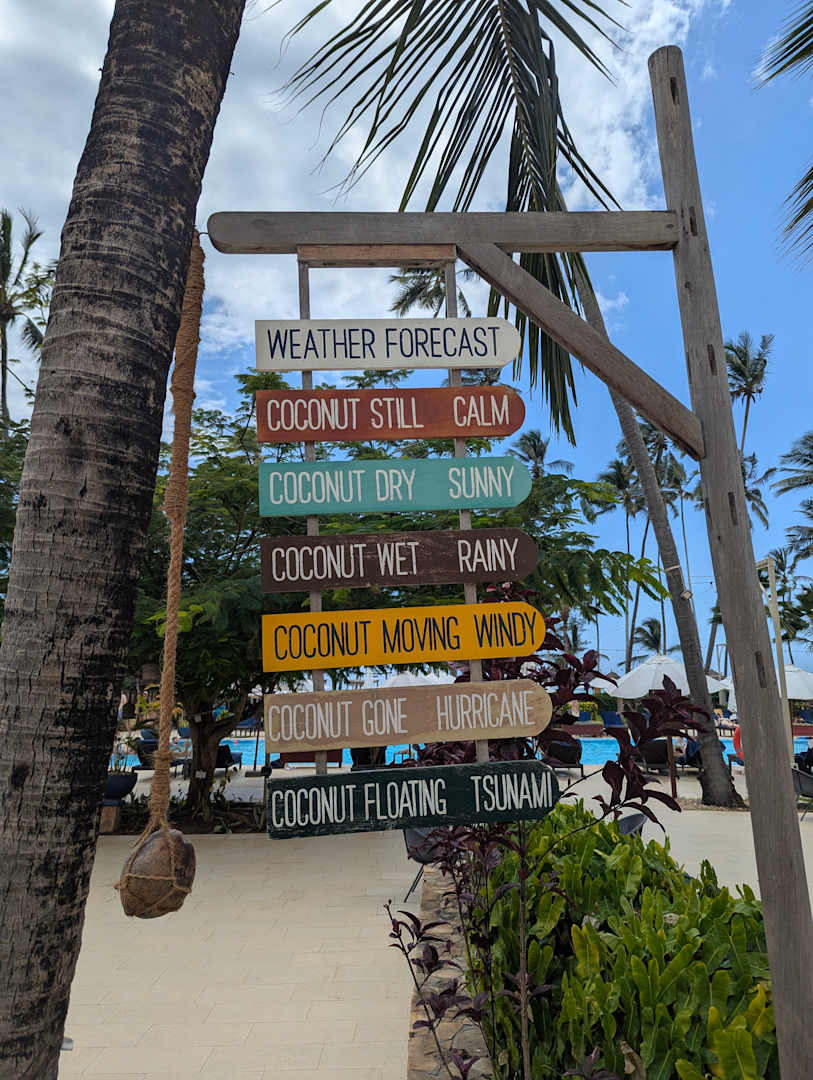 WEATHER FORECAST
COCONUT STILL CALM
COCONUT DRY SUNNY
COCONUT WET RAINY
COCONUT MOVING WINDY
COCONUT GONE HURRICANE
COCONUT FLOATING TSUNAMI